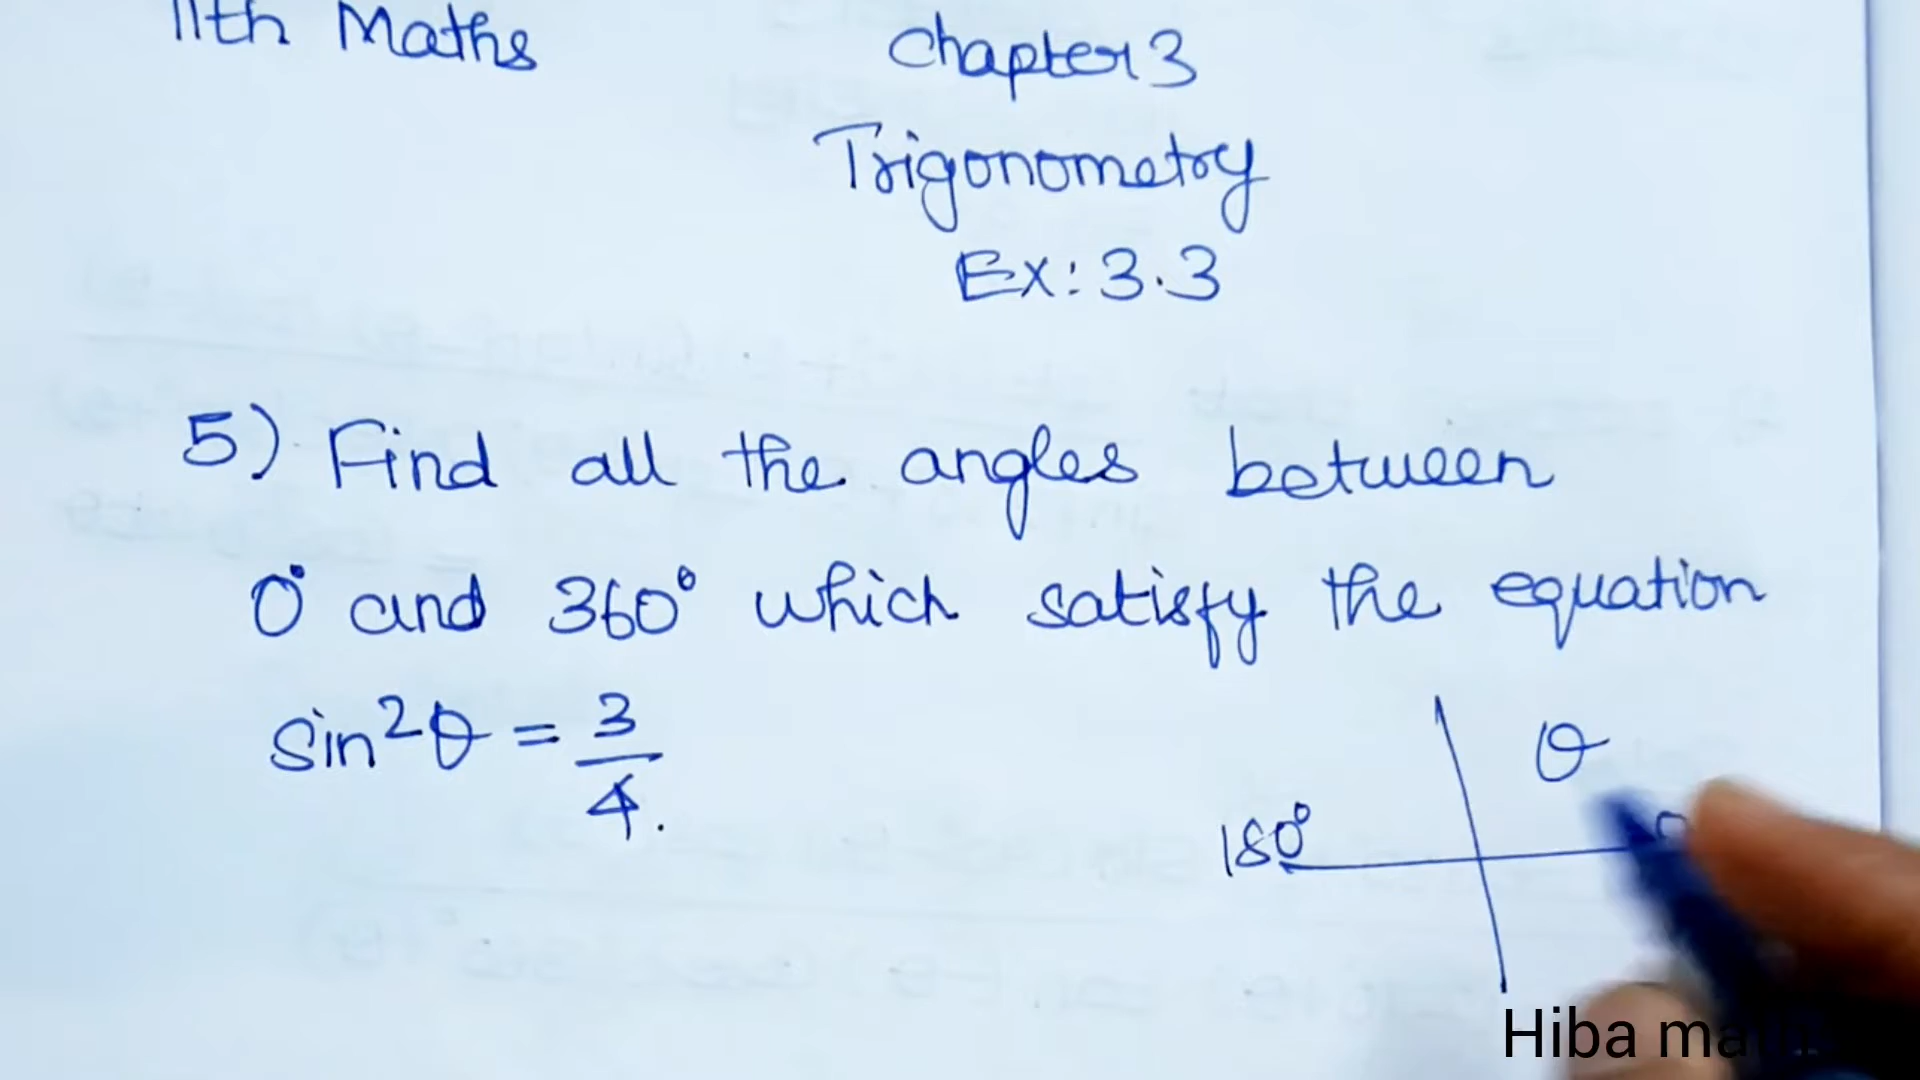 11th Maths Chapter 3
Trigonometry
Ex: 3.3
5) Find all the angles between
0° and 360° which satisfy the equation
sin²θ = 3/4.
θ
180°
Hiba